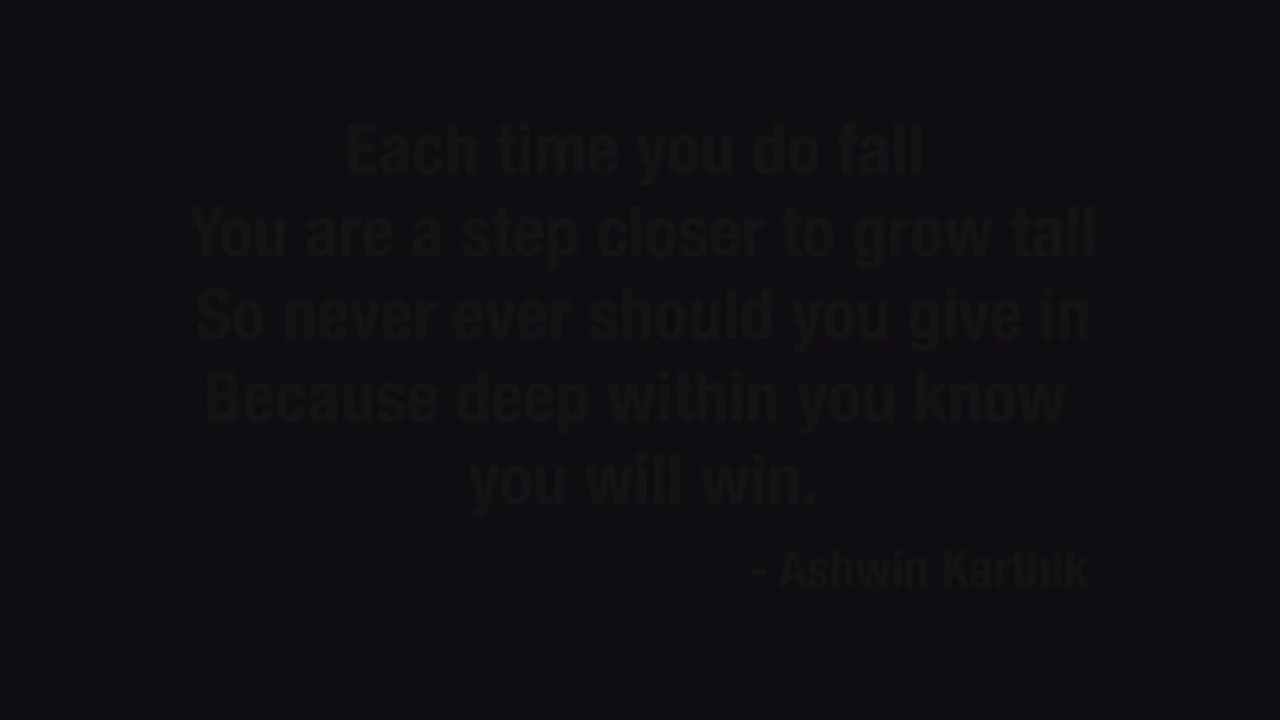 Each time you do fall
You are a step closer to grow tall
So never ever should you give in
Because deep within you know
you will win.
- Ashwin Karthik